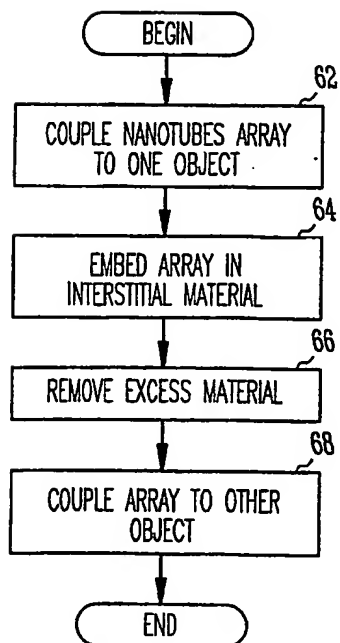 BEGIN
62
COUPLE NANOTUBES ARRAY
TO ONE OBJECT
64
EMBED ARRAY IN
INTERSTITIAL MATERIAL
66
REMOVE EXCESS MATERIAL
68
COUPLE ARRAY TO OTHER
OBJECT
END